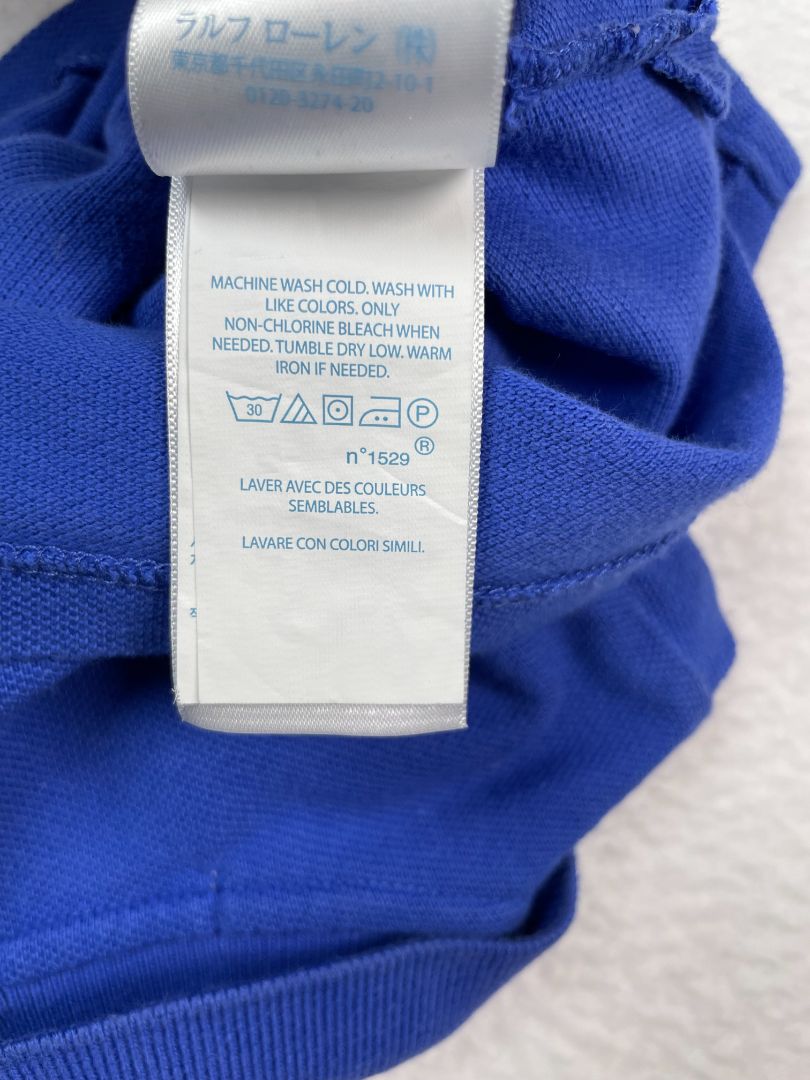 ラルフ ローレン (株)
東京都千代田区永田町2-10-1
0120-3274-20
MACHINE WASH COLD. WASH WITH
LIKE COLORS. ONLY
NON-CHLORINE BLEACH WHEN
NEEDED. TUMBLE DRY LOW. WARM
IRON IF NEEDED.
30 P
n°1529 ®
LAVER AVEC DES COULEURS
SEMBLABLES.
LAVARE CON COLORI SIMILI.